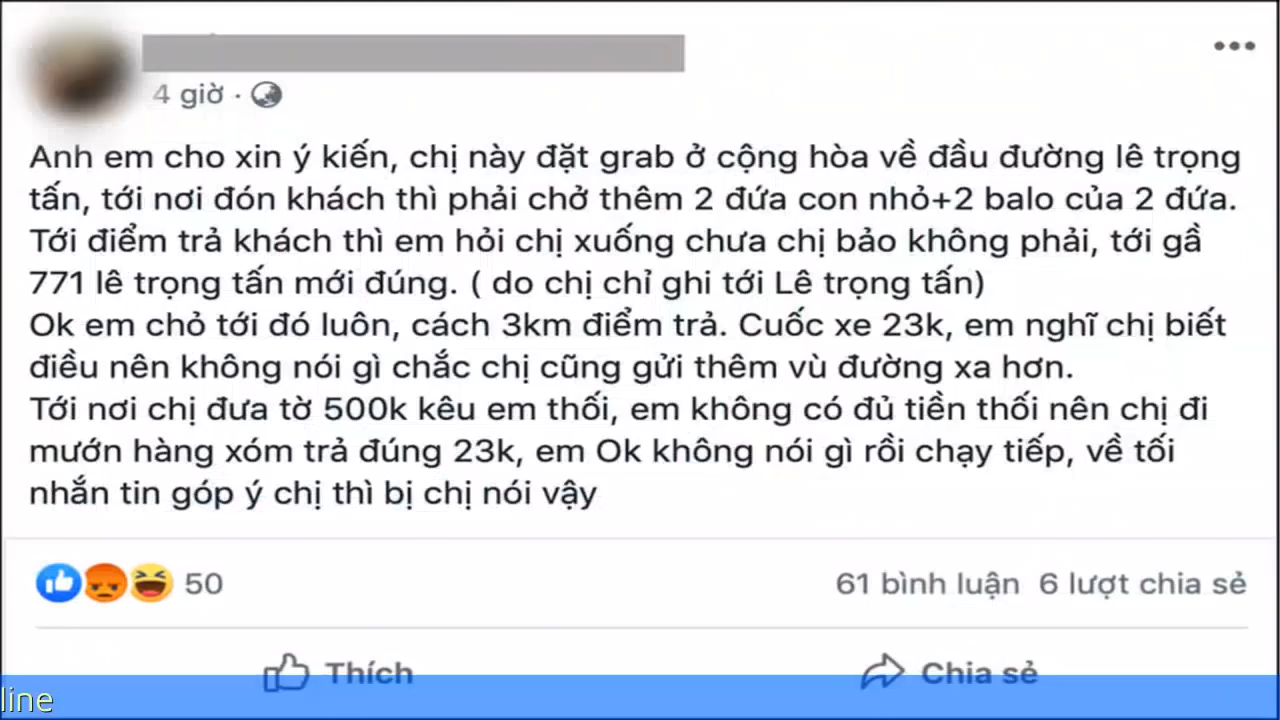 4 giờ ·
Anh em cho xin ý kiến, chị này đặt grab ở cộng hòa về đầu đường lê trọng
tấn, tới nơi đón khách thì phải chở thêm 2 đứa con nhỏ+2 balo của 2 đứa.
Tới điểm trả khách thì em hỏi chị xuống chưa chị bảo không phải, tới gầ
771 lê trọng tấn mới đúng. ( do chị chỉ ghi tới Lê trọng tấn)
Ok em chỏ tới đó luôn, cách 3km điểm trả. Cuốc xe 23k, em nghĩ chị biết
điều nên không nói gì chắc chị cũng gửi thêm vù đường xa hơn.
Tới nơi chị đưa tờ 500k kêu em thối, em không có đủ tiền thối nên chị đi
mướn hàng xóm trả đúng 23k, em Ok không nói gì rồi chạy tiếp, về tối
nhắn tin góp ý chị thì bị chị nói vậy
50
61 bình luận 6 lượt chia sẻ
Thích
Chia sẻ
line